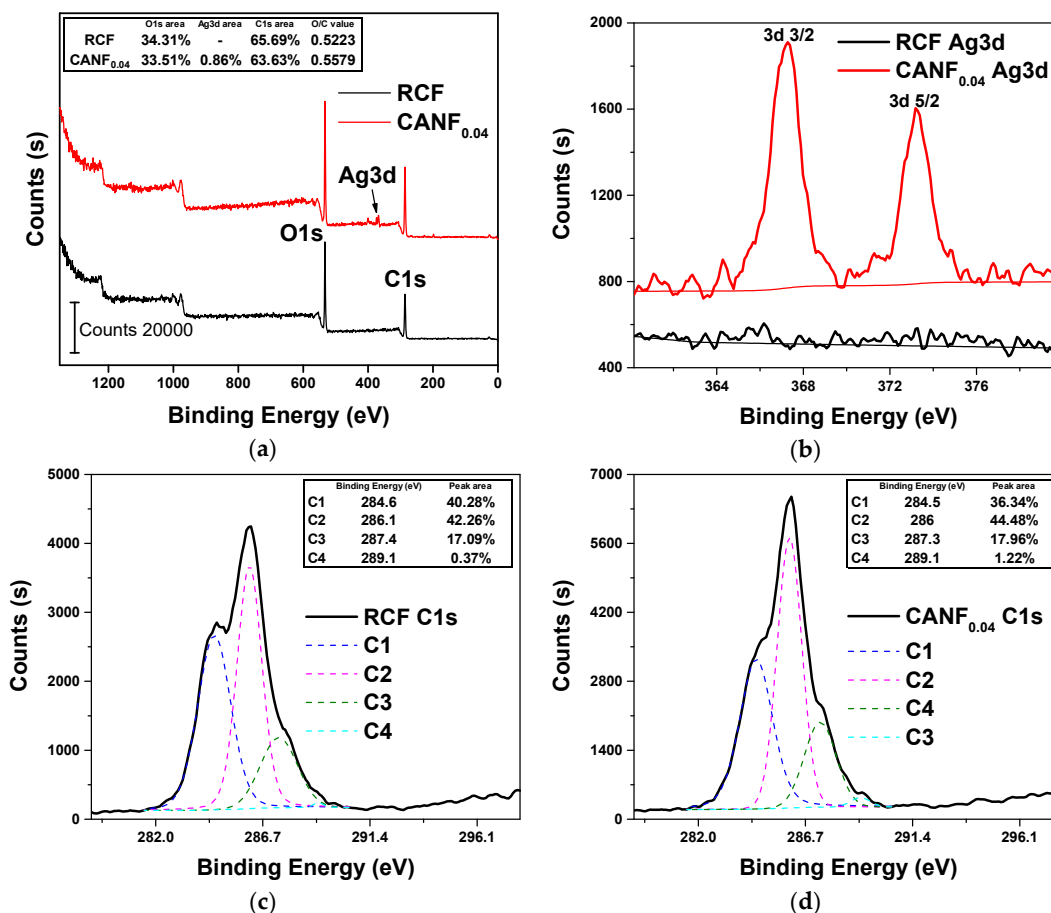 O1s area Ag3d area C1s area O/C value
RCF 34.31% - 65.69% 0.5223
CANF0.04 33.51% 0.86% 63.63% 0.5579
RCF
CANF0.04
Ag3d
O1s
C1s
Counts 20000
Counts (s)
1200 1000 800 600 400 200 0
Binding Energy (eV)
(a)
2000
1600
1200
800
400
3d 3/2
3d 5/2
RCF Ag3d
CANF0.04 Ag3d
Counts (s)
364 368 372 376
Binding Energy (eV)
(b)
5000
4000
3000
2000
1000
0
Binding Energy (eV) Peak area
C1 284.6 40.28%
C2 286.1 42.26%
C3 287.4 17.09%
C4 289.1 0.37%
RCF C1s
C1
C2
C3
C4
Counts (s)
282.0 286.7 291.4 296.1
Binding Energy (eV)
(c)
7000
5600
4200
2800
1400
0
Binding Energy (eV) Peak area
C1 284.5 36.34%
C2 286 44.48%
C3 287.3 17.96%
C4 289.1 1.22%
CANF0.04 C1s
C1
C2
C4
C3
Counts (s)
282.0 286.7 291.4 296.1
Binding Energy (eV)
(d)